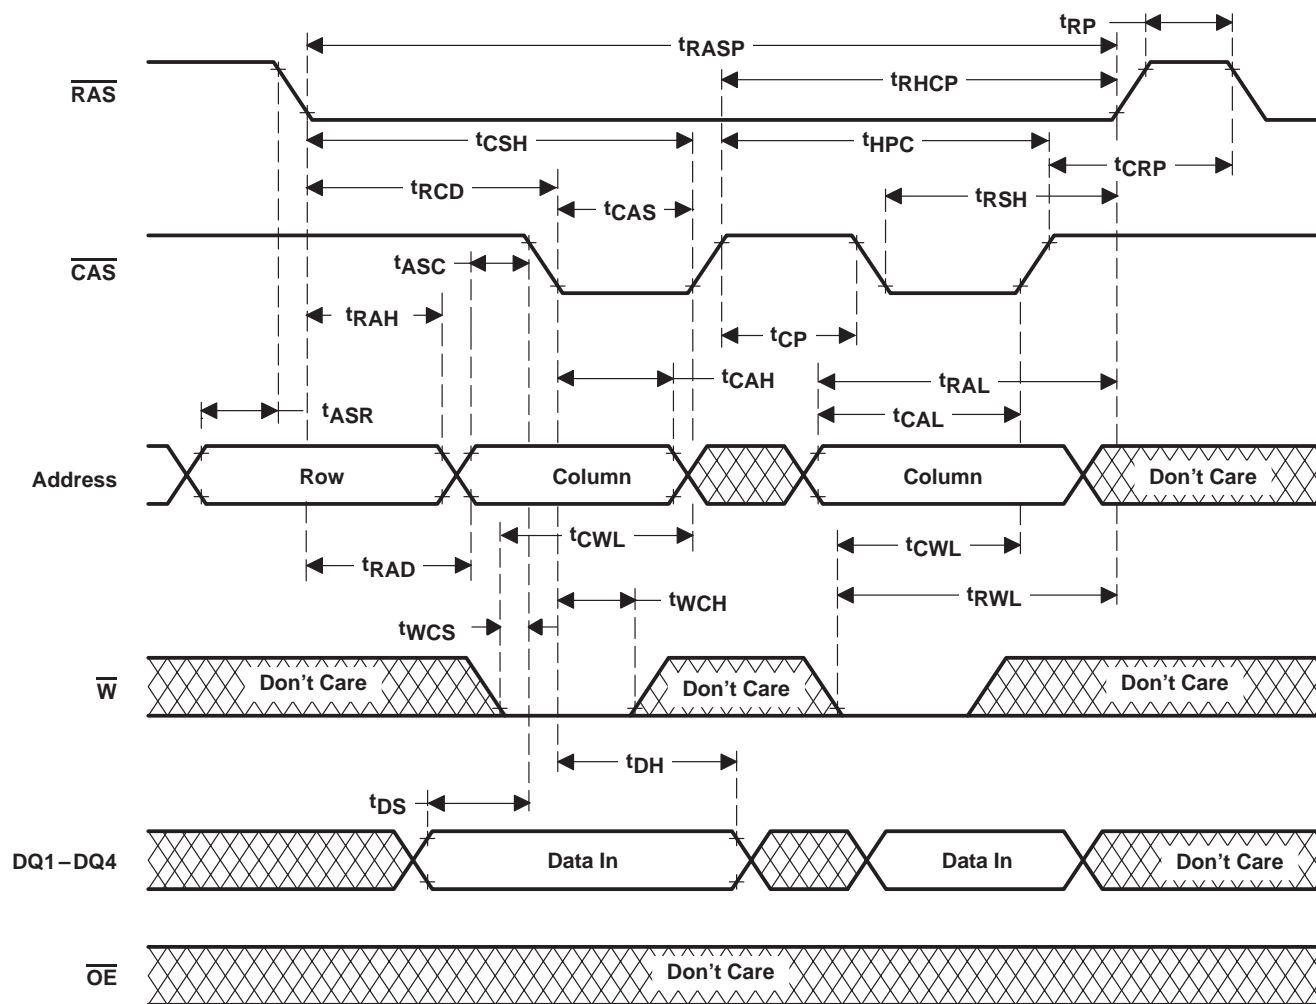 tRP
tRASP
tRHCP
RAS
tCSH
tHPC
tCRP
tRCD
tRSH
tCAS
CAS
tASC
tRAH
tCP
tCAH
tRAL
tASR
tCAL
Address
Row
Column
Column
Don't Care
tCWL
tCWL
tRAD
tWCH
tRWL
tWCS
W
Don't Care
Don't Care
Don't Care
tDH
tDS
DQ1–DQ4
Data In
Data In
Don't Care
OE
Don't Care